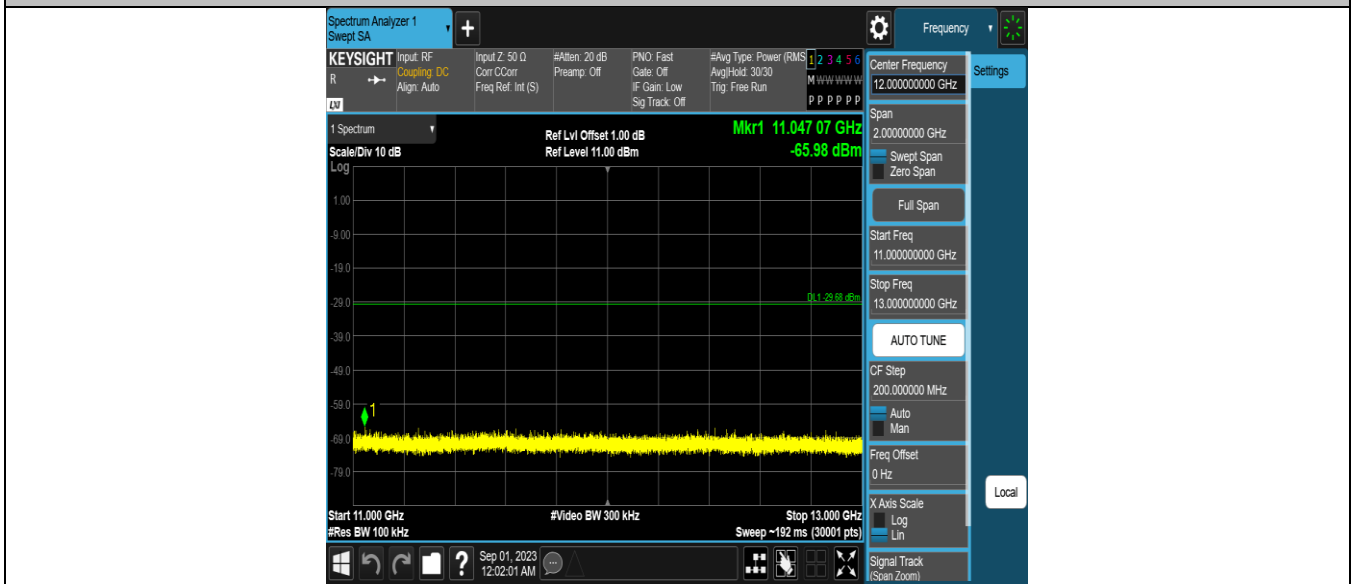 Spectrum Analyzer 1
Swept SA
+
Frequency
KEYSIGHT
R
LXI
Input: RF
Coupling: DC
Align: Auto
Input Z: 50 Ω
Corr CCorr
Freq Ref: Int (S)
#Atten: 20 dB
Preamp: Off
PNO: Fast
Gate: Off
IF Gain: Low
Sig Track: Off
#Avg Type: Power (RMS
Avg|Hold: 30/30
Trig: Free Run
1 2 3 4 5 6
M W W W W W
P P P P P P
Center Frequency
12.000000000 GHz
Settings
Span
2.00000000 GHz
Swept Span
Zero Span
Full Span
Start Freq
11.000000000 GHz
Stop Freq
13.000000000 GHz
AUTO TUNE
CF Step
200.000000 MHz
Auto
Man
Freq Offset
0 Hz
X Axis Scale
Log
Lin
Local
Signal Track
(Span Zoom)
1 Spectrum
Scale/Div 10 dB
Ref Lvl Offset 1.00 dB
Ref Level 11.00 dBm
Mkr1 11.047 07 GHz
-65.98 dBm
Log
1.00
-9.00
-19.0
-29.0
DL1 -29.68 dBm
-39.0
-49.0
-59.0
1
-69.0
-79.0
Start 11.000 GHz
#Video BW 300 kHz
Stop 13.000 GHz
#Res BW 100 kHz
Sweep ~192 ms (30001 pts)
?
Sep 01, 2023
12:02:01 AM